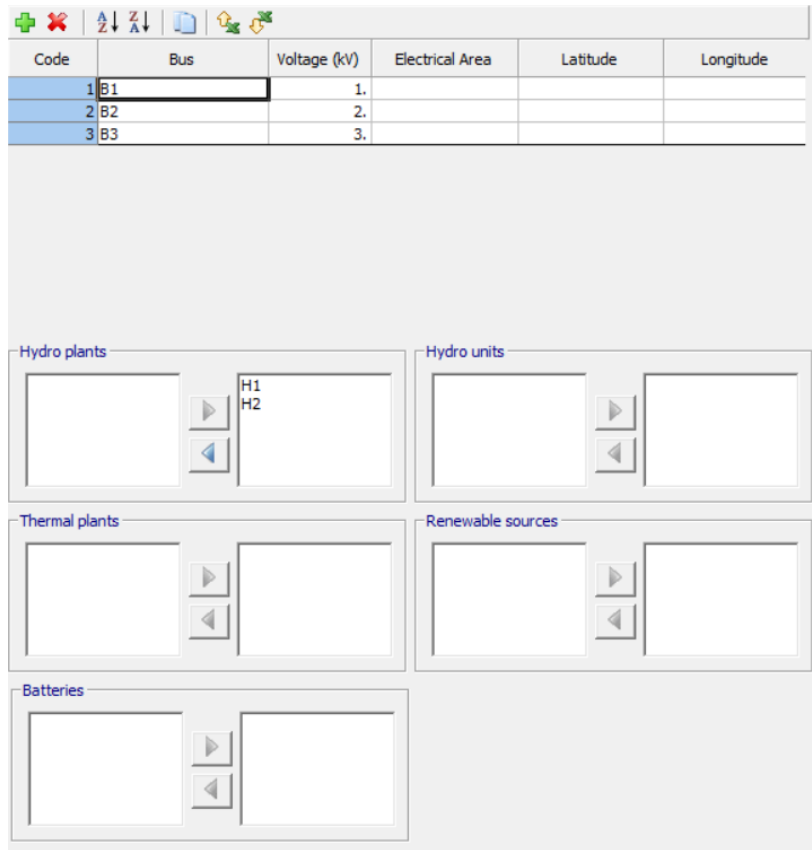 Code Bus Voltage (kV) Electrical Area Latitude Longitude
1 B1 1.
2 B2 2.
3 B3 3.
Hydro plants Hydro units
H1
H2
Thermal plants Renewable sources
Batteries